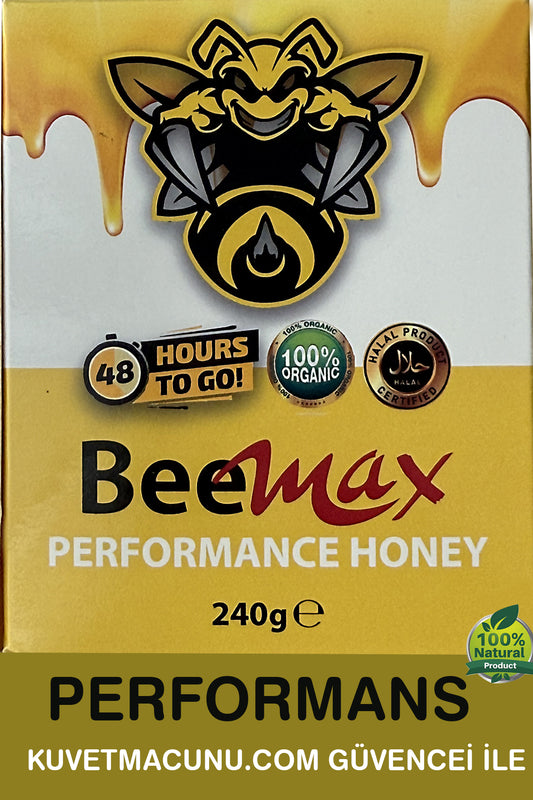 48 HOURS
TO GO!
100% ORGANIC
100%
ORGANIC
100%
HALAL PRODUCT
حلال
HALAL
CERTIFIED
Beemax
PERFORMANCE HONEY
240g ℮
100%
Natural
Product
PERFORMANS
KUVETMACUNU.COM GÜVENCEİ İLE